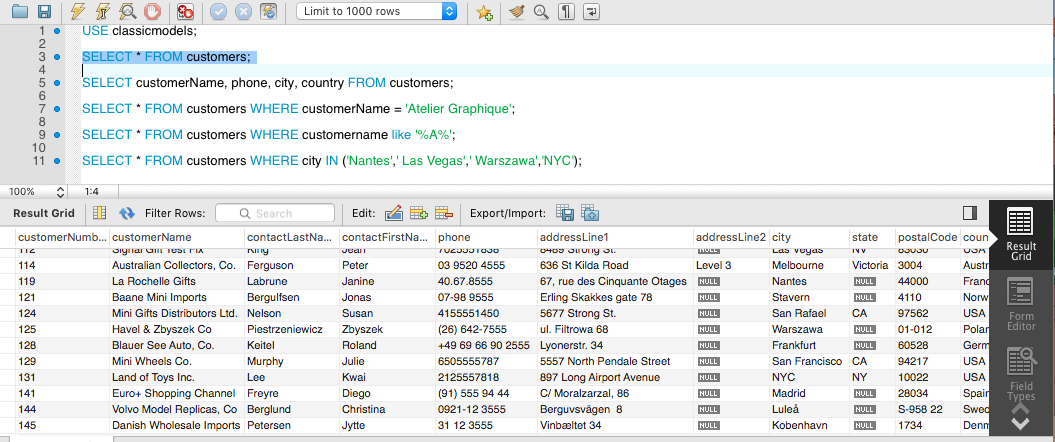 Limit to 1000 rows
1 USE classicmodels;
2
3 SELECT * FROM customers;
4
5 SELECT customerName, phone, city, country FROM customers;
6
7 SELECT * FROM customers WHERE customerName = 'Atelier Graphique';
8
9 SELECT * FROM customers WHERE customername like '%A%';
10
11 SELECT * FROM customers WHERE city IN ('Nantes',' Las Vegas',' Warszawa','NYC');
100% 1:4
Result Grid Filter Rows: Search Edit: Export/Import:
customerNumb... customerName contactLastNa... contactFirstNa... phone addressLine1 addressLine2 city state postalCode coun
112 Signal Gift Test Fix King Jean 7025551838 8489 Strong St. NULL Las Vegas NV 83030 USA
114 Australian Collectors, Co. Ferguson Peter 03 9520 4555 636 St Kilda Road Level 3 Melbourne Victoria 3004 Austr
119 La Rochelle Gifts Labrune Janine 40.67.8555 67, rue des Cinquante Otages NULL Nantes NULL 44000 Franc
121 Baane Mini Imports Bergulfsen Jonas 07-98 9555 Erling Skakkes gate 78 NULL Stavern NULL 4110 Norw
124 Mini Gifts Distributors Ltd. Nelson Susan 4155551450 5677 Strong St. NULL San Rafael CA 97562 USA
125 Havel & Zbyszek Co Piestrzeniewicz Zbyszek (26) 642-7555 ul. Filtrowa 68 NULL Warszawa NULL 01-012 Polan
128 Blauer See Auto, Co. Keitel Roland +49 69 66 90 2555 Lyonerstr. 34 NULL Frankfurt NULL 60528 Germ
129 Mini Wheels Co. Murphy Julie 6505555787 5557 North Pendale Street NULL San Francisco CA 94217 USA
131 Land of Toys Inc. Lee Kwai 2125557818 897 Long Airport Avenue NULL NYC NY 10022 USA
141 Euro+ Shopping Channel Freyre Diego (91) 555 94 44 C/ Moralzarzal, 86 NULL Madrid NULL 28034 Spain
144 Volvo Model Replicas, Co Berglund Christina 0921-12 3555 Berguvsvägen  8 NULL Luleå NULL S-958 22 Swed
145 Danish Wholesale Imports Petersen Jytte 31 12 3555 Vinbæltet 34 NULL Kobenhavn NULL 1734 Denm
Result
Grid
Form
Editor
Field
Types